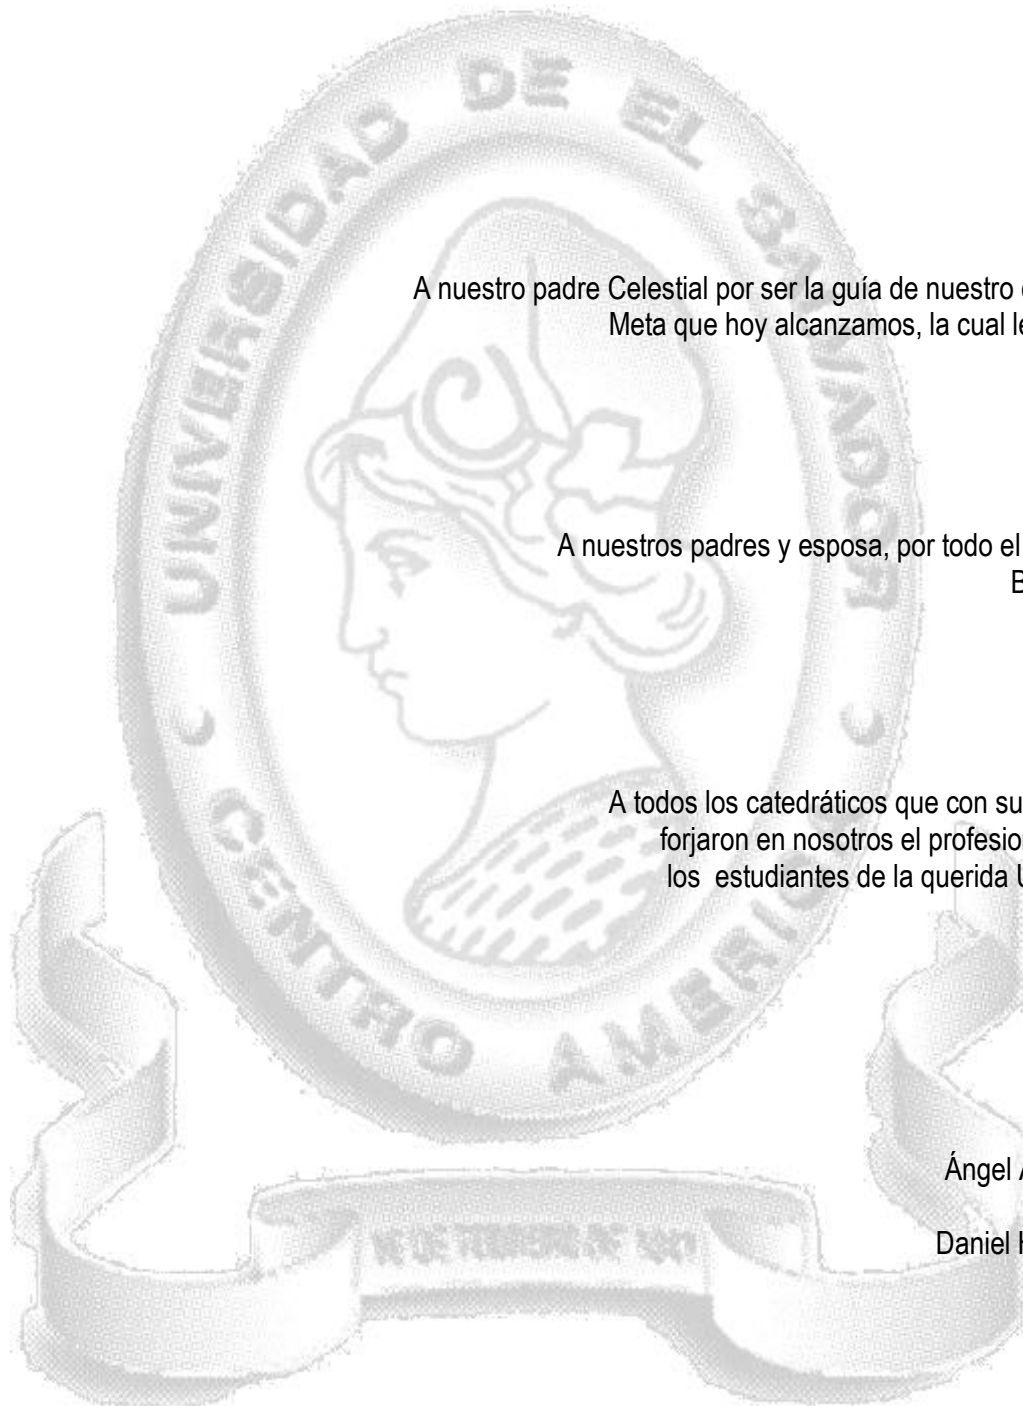 UNIVERSIDAD DE EL SALVADOR
A nuestro padre Celestial por ser la guía de nuestro
Meta que hoy alcanzamos, la cual
A nuestros padres y esposa, por todo el
A todos los catedráticos que con su
forjaron en nosotros el
los estudiantes de la querida
CENTRO AMERICA
Ángel
Daniel